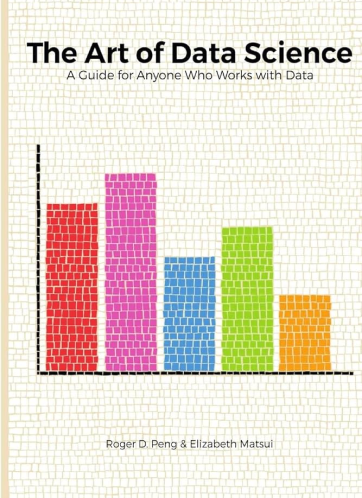 The Art of Data Science
A Guide for Anyone Who Works with Data
Roger D. Peng & Elizabeth Matsui